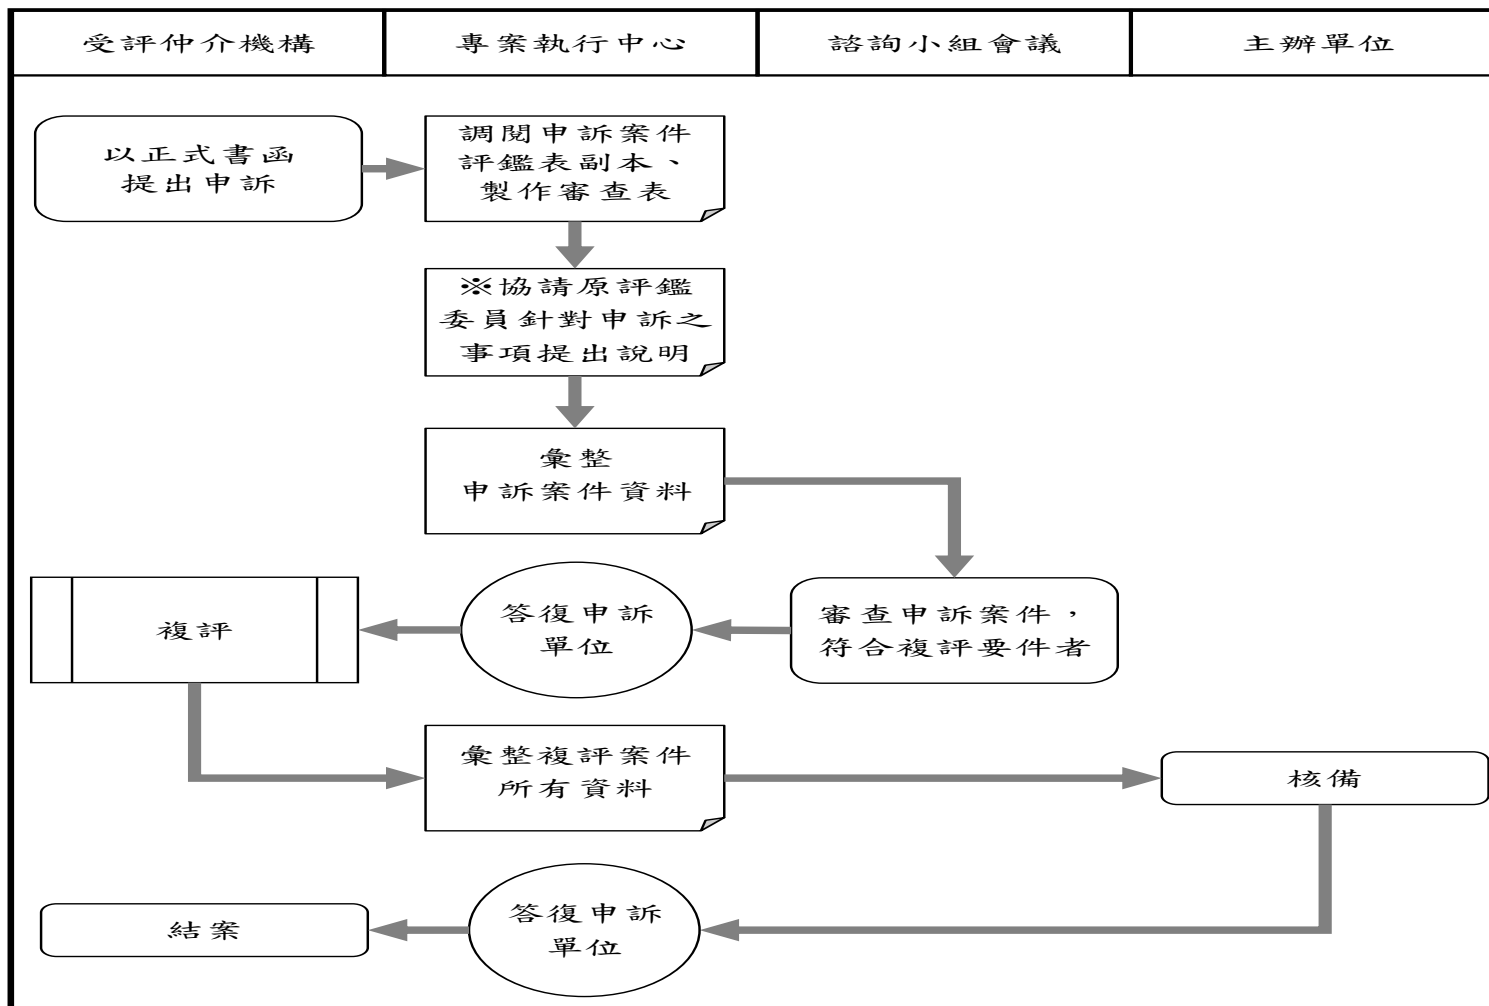 受評仲介機構
專案執行中心
諮詢小組會議
主辦單位
以正式書函
提出申訴
調閱申訴案件
評鑑表副本、
製作審查表
※協請原評鑑
委員針對申訴之
事項提出說明
彙整
申訴案件資料
審查申訴案件，
符合複評要件者
答復申訴
單位
複評
彙整複評案件
所有資料
核備
答復申訴
單位
結案